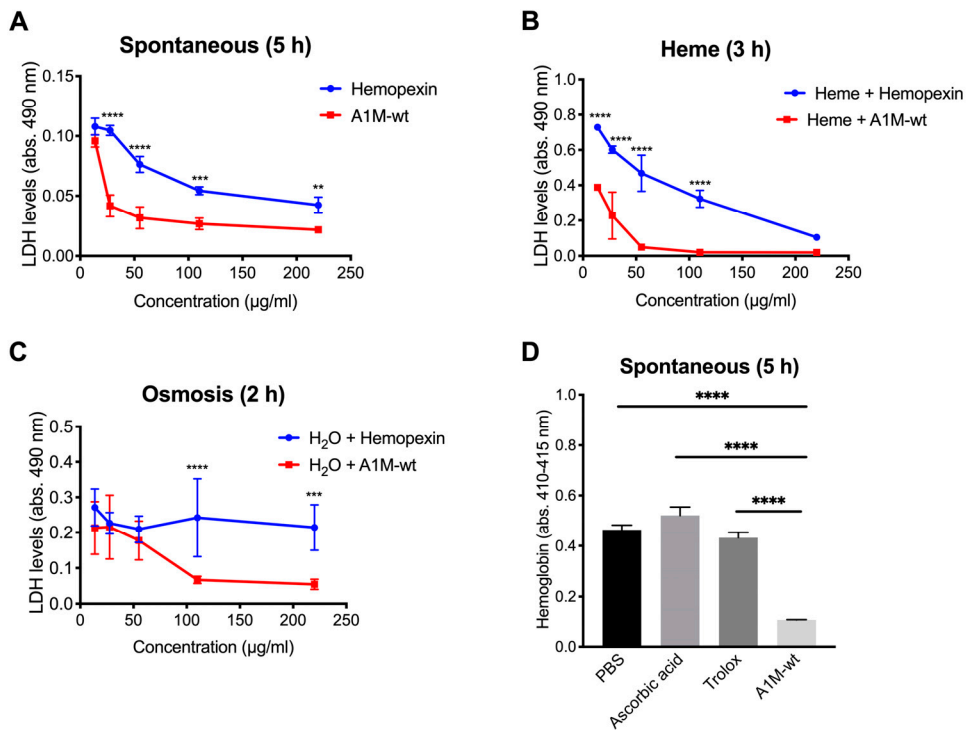 A
Spontaneous (5 h)
LDH levels (abs. 490 nm)
0.15
0.10
0.05
0.00
0
50
100
150
200
250
Concentration (µg/ml)
Hemopexin
A1M-wt
****
****
***
**
B
Heme (3 h)
LDH levels (abs. 490 nm)
1.0
0.8
0.6
0.4
0.2
0.0
0
50
100
150
200
250
Concentration (µg/ml)
Heme + Hemopexin
Heme + A1M-wt
****
****
****
****
C
Osmosis (2 h)
LDH levels (abs. 490 nm)
0.5
0.4
0.3
0.2
0.1
0.0
0
50
100
150
200
250
Concentration (µg/ml)
H₂O + Hemopexin
H₂O + A1M-wt
****
***
D
Spontaneous (5 h)
Hemoglobin (abs. 410-415 nm)
1.0
0.8
0.6
0.4
0.2
0.0
****
****
****
PBS
Ascorbic acid
Trolox
A1M-wt